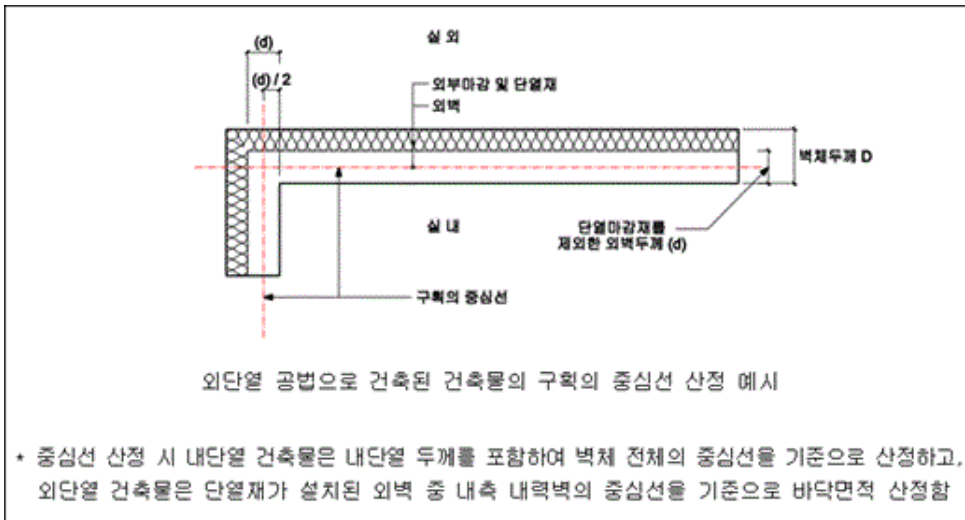 (d)
실 외
(d) / 2
외부마감 및 단열재
외벽
벽체두께 D
실 내
단열마감재를
제외한 외벽두께 (d)
구획의 중심선
외단열 공법으로 건축된 건축물의 구획의 중심선 산정 예시
* 중심선 산정 시 내단열 건축물은 내단열 두께를 포함하여 벽체 전체의 중심선을 기준으로 산정하고,
외단열 건축물은 단열재가 설치된 외벽 중 내측 내력벽의 중심선을 기준으로 바닥면적 산정함